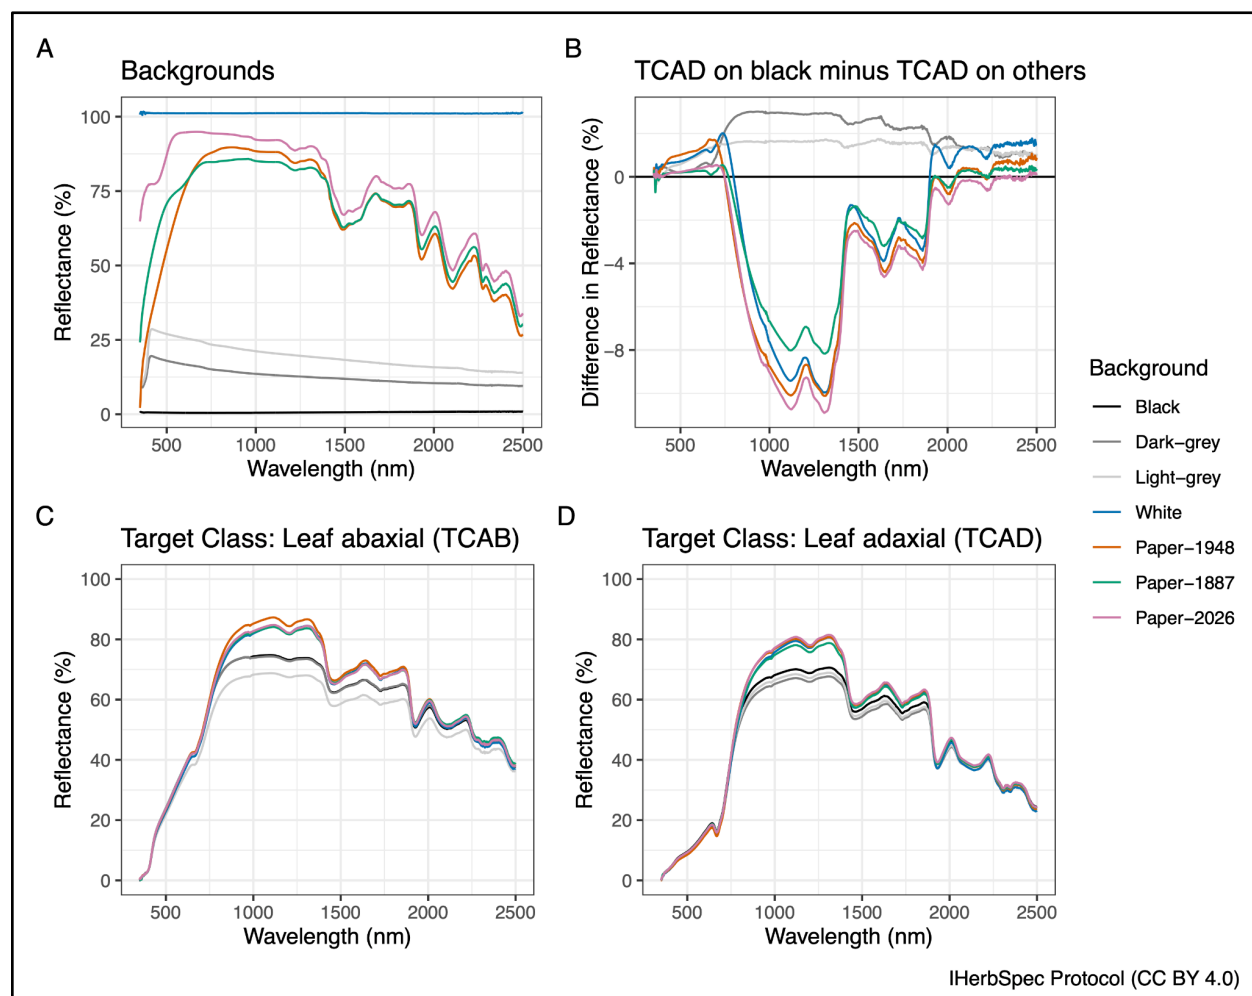 A
Backgrounds
Reflectance (%)
100
75
50
25
0
500 1000 1500 2000 2500
Wavelength (nm)
B
TCAD on black minus TCAD on others
Difference in Reflectance (%)
0
−4
−8
500 1000 1500 2000 2500
Wavelength (nm)
Background
Black
Dark−grey
Light−grey
White
Paper−1948
Paper−1887
Paper−2026
C
Target Class: Leaf abaxial (TCAB)
Reflectance (%)
100
80
60
40
20
0
500 1000 1500 2000 2500
Wavelength (nm)
D
Target Class: Leaf adaxial (TCAD)
Reflectance (%)
100
80
60
40
20
0
500 1000 1500 2000 2500
Wavelength (nm)
IHerbSpec Protocol (CC BY 4.0)